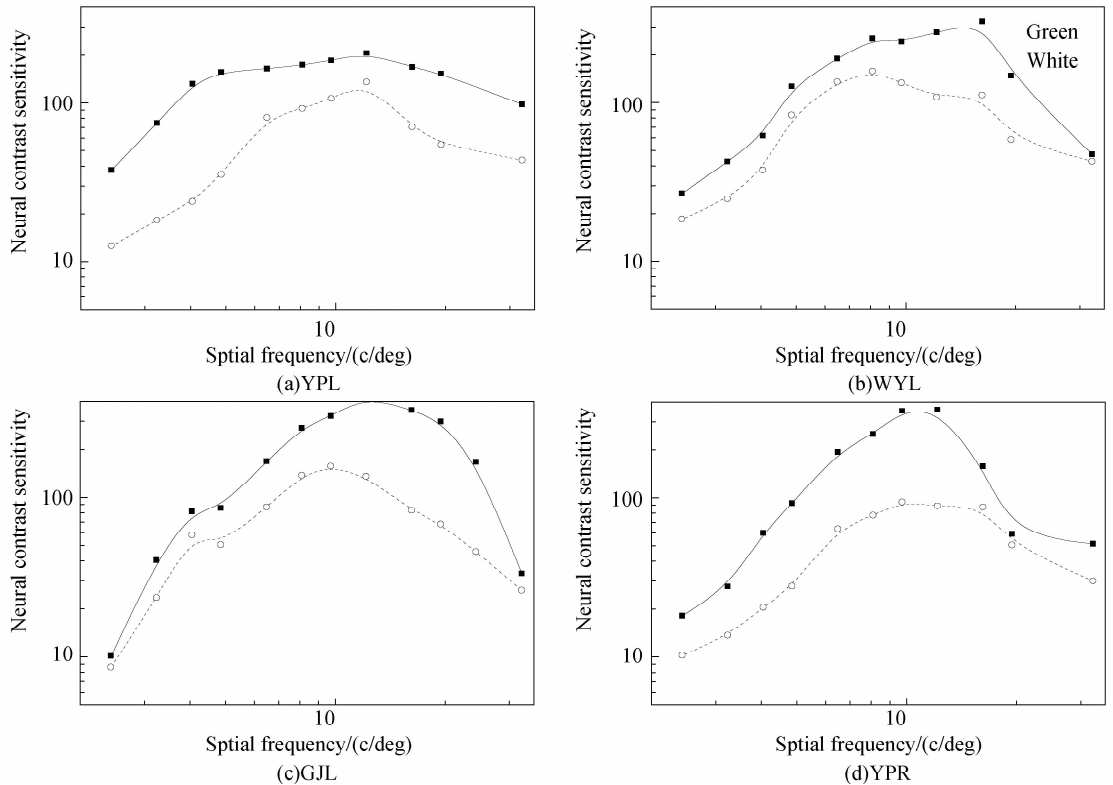 Neural contrast sensitivity
100
10
10
Sptial frequency/(c/deg)
(a)YPL
Neural contrast sensitivity
100
10
Green
White
10
Sptial frequency/(c/deg)
(b)WYL
Neural contrast sensitivity
100
10
10
Sptial frequency/(c/deg)
(c)GJL
Neural contrast sensitivity
100
10
10
Sptial frequency/(c/deg)
(d)YPR